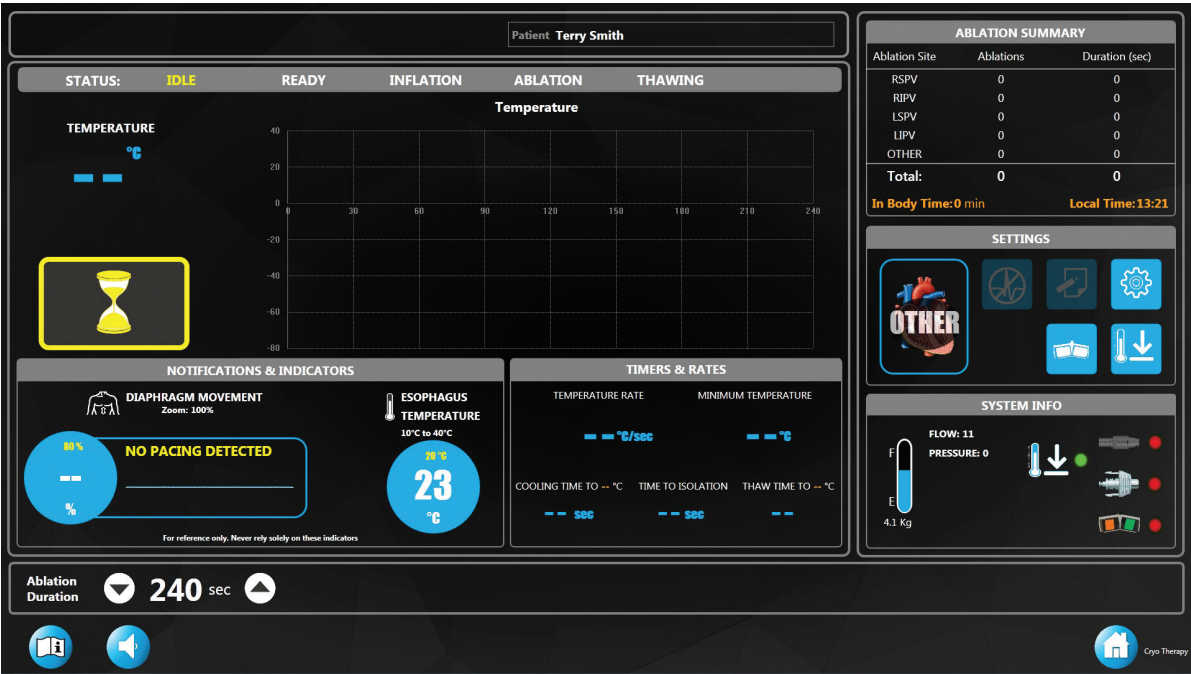 Patient Terry Smith
STATUS: IDLE READY INFLATION ABLATION THAWING
Temperature
TEMPERATURE
°C
-- --
40
20
0
0 30 60 90 120 150 180 210 240
-20
-40
-60
-80
NOTIFICATIONS & INDICATORS
DIAPHRAGM MOVEMENT
Zoom: 100%
80 %
--
%
NO PACING DETECTED
ESOPHAGUS
TEMPERATURE
10°C to 40°C
20 °C
23
°C
For reference only. Never rely solely on these indicators
TIMERS & RATES
TEMPERATURE RATE MINIMUM TEMPERATURE
-- --°C/sec -- --°C
COOLING TIME TO -- °C TIME TO ISOLATION THAW TIME TO -- °C
-- -- sec -- -- sec -- --
ABLATION SUMMARY
Ablation Site Ablations Duration (sec)
RSPV 0 0
RIPV 0 0
LSPV 0 0
LIPV 0 0
OTHER 0 0
Total: 0 0
In Body Time:0 min Local Time:13:21
SETTINGS
OTHER
SYSTEM INFO
FLOW: 11
PRESSURE: 0
F
E
4.1 Kg
Ablation
Duration
240 sec
i
Cryo Therapy